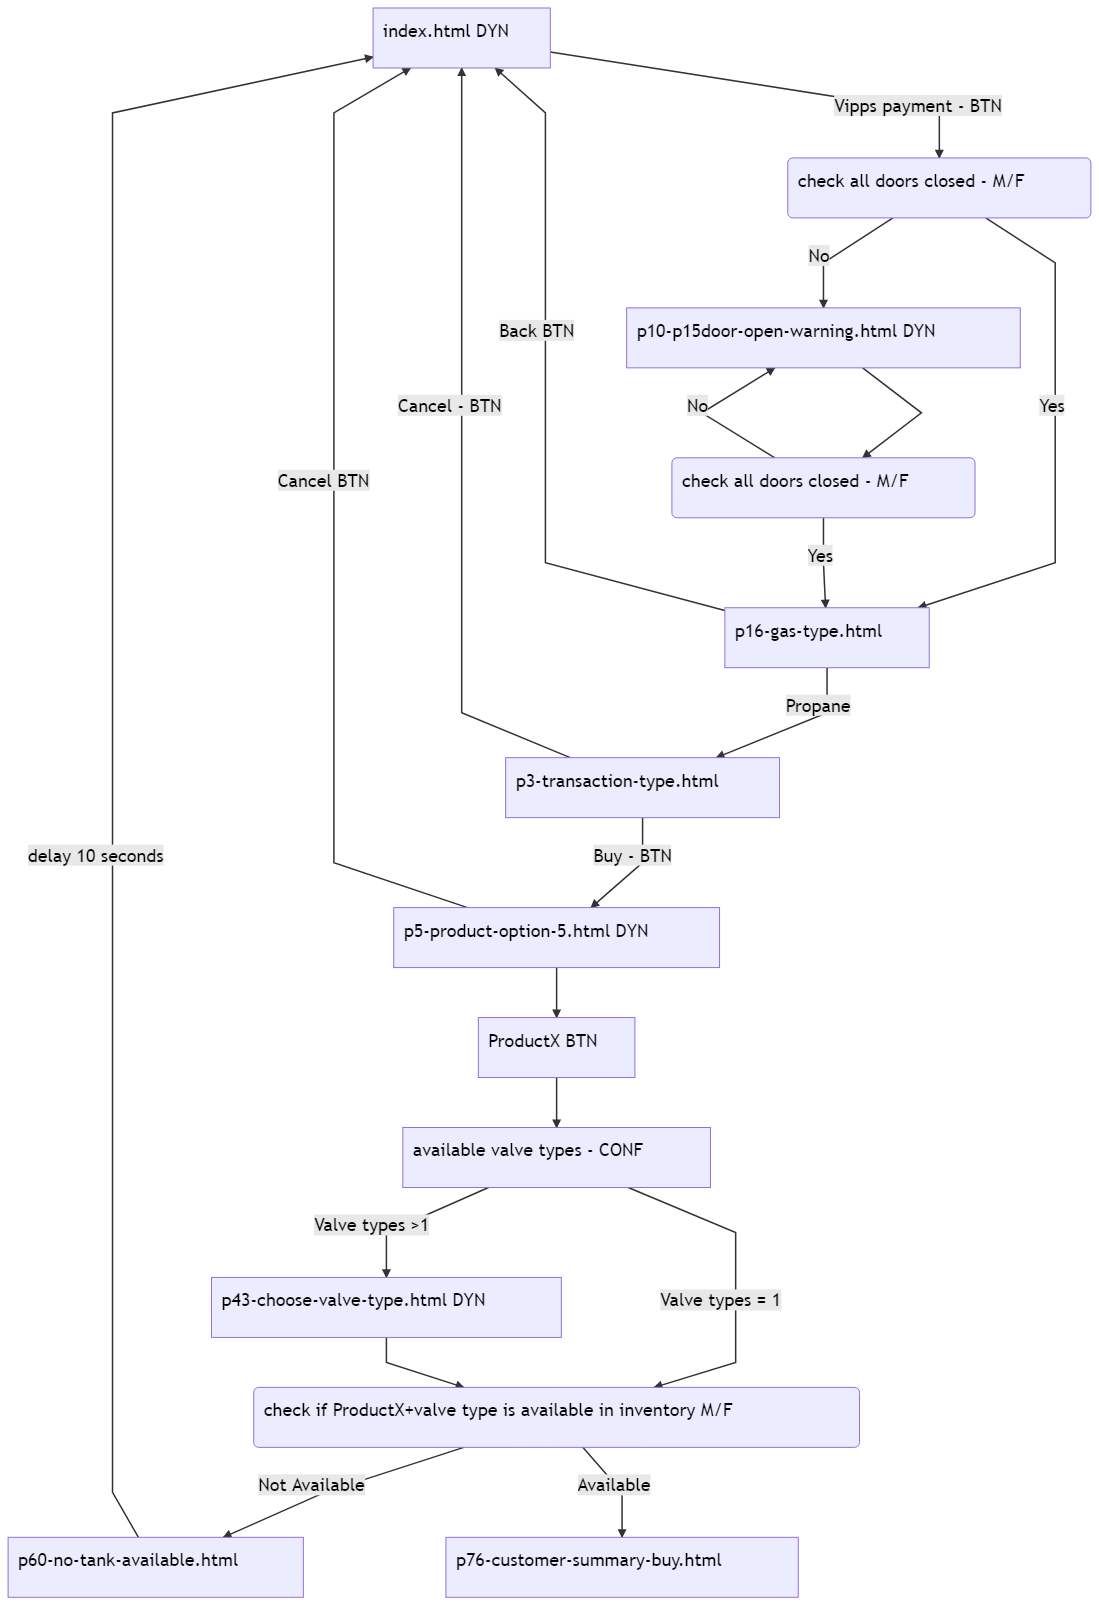 index.html DYN
Vipps payment - BTN
check all doors closed - M/F
No
p10-p15door-open-warning.html DYN
Back BTN
Cancel - BTN
No
Yes
Cancel BTN
check all doors closed - M/F
Yes
p16-gas-type.html
Propane
p3-transaction-type.html
delay 10 seconds
Buy - BTN
p5-product-option-5.html DYN
ProductX BTN
available valve types - CONF
Valve types >1
p43-choose-valve-type.html DYN
Valve types = 1
check if ProductX+valve type is available in inventory M/F
Not Available
Available
p60-no-tank-available.html
p76-customer-summary-buy.html